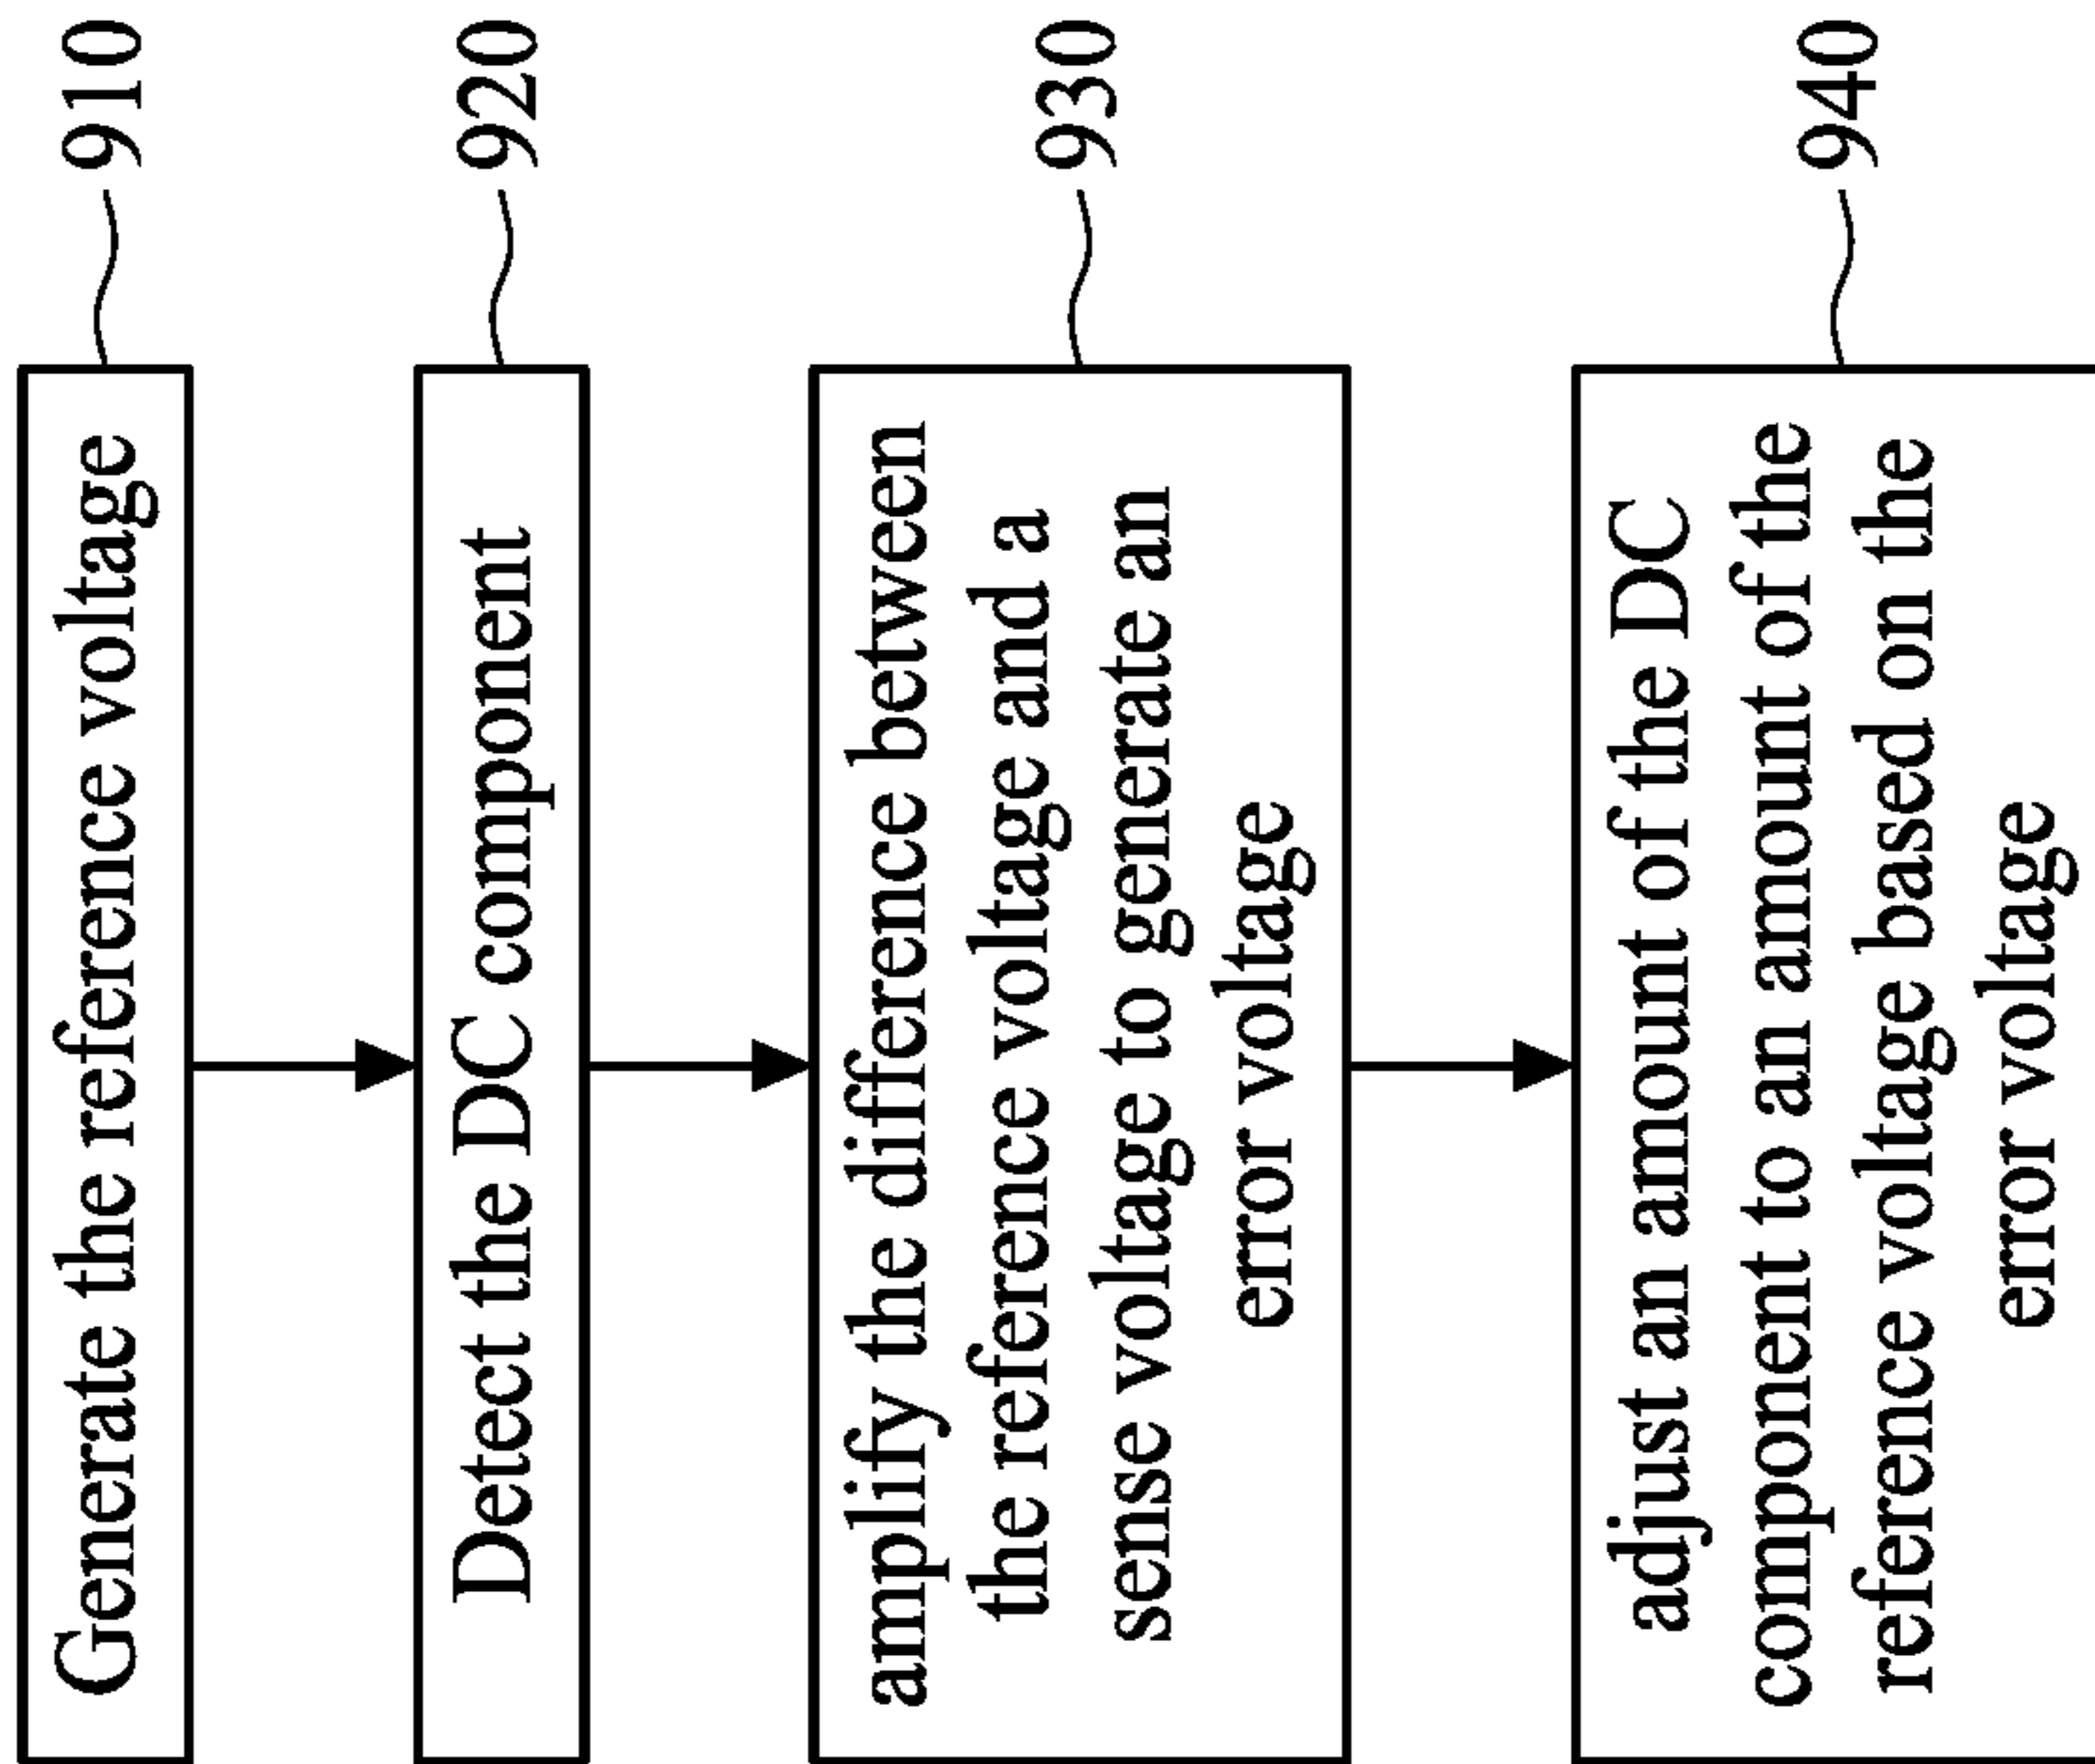 Generate the reference voltage
910
Detect the DC component
920
amplify the difference between
the reference voltage and a
sense voltage to generate an
error voltage
930
adjust an amount of the DC
component to an amount of the
reference voltage based on the
error voltage
940